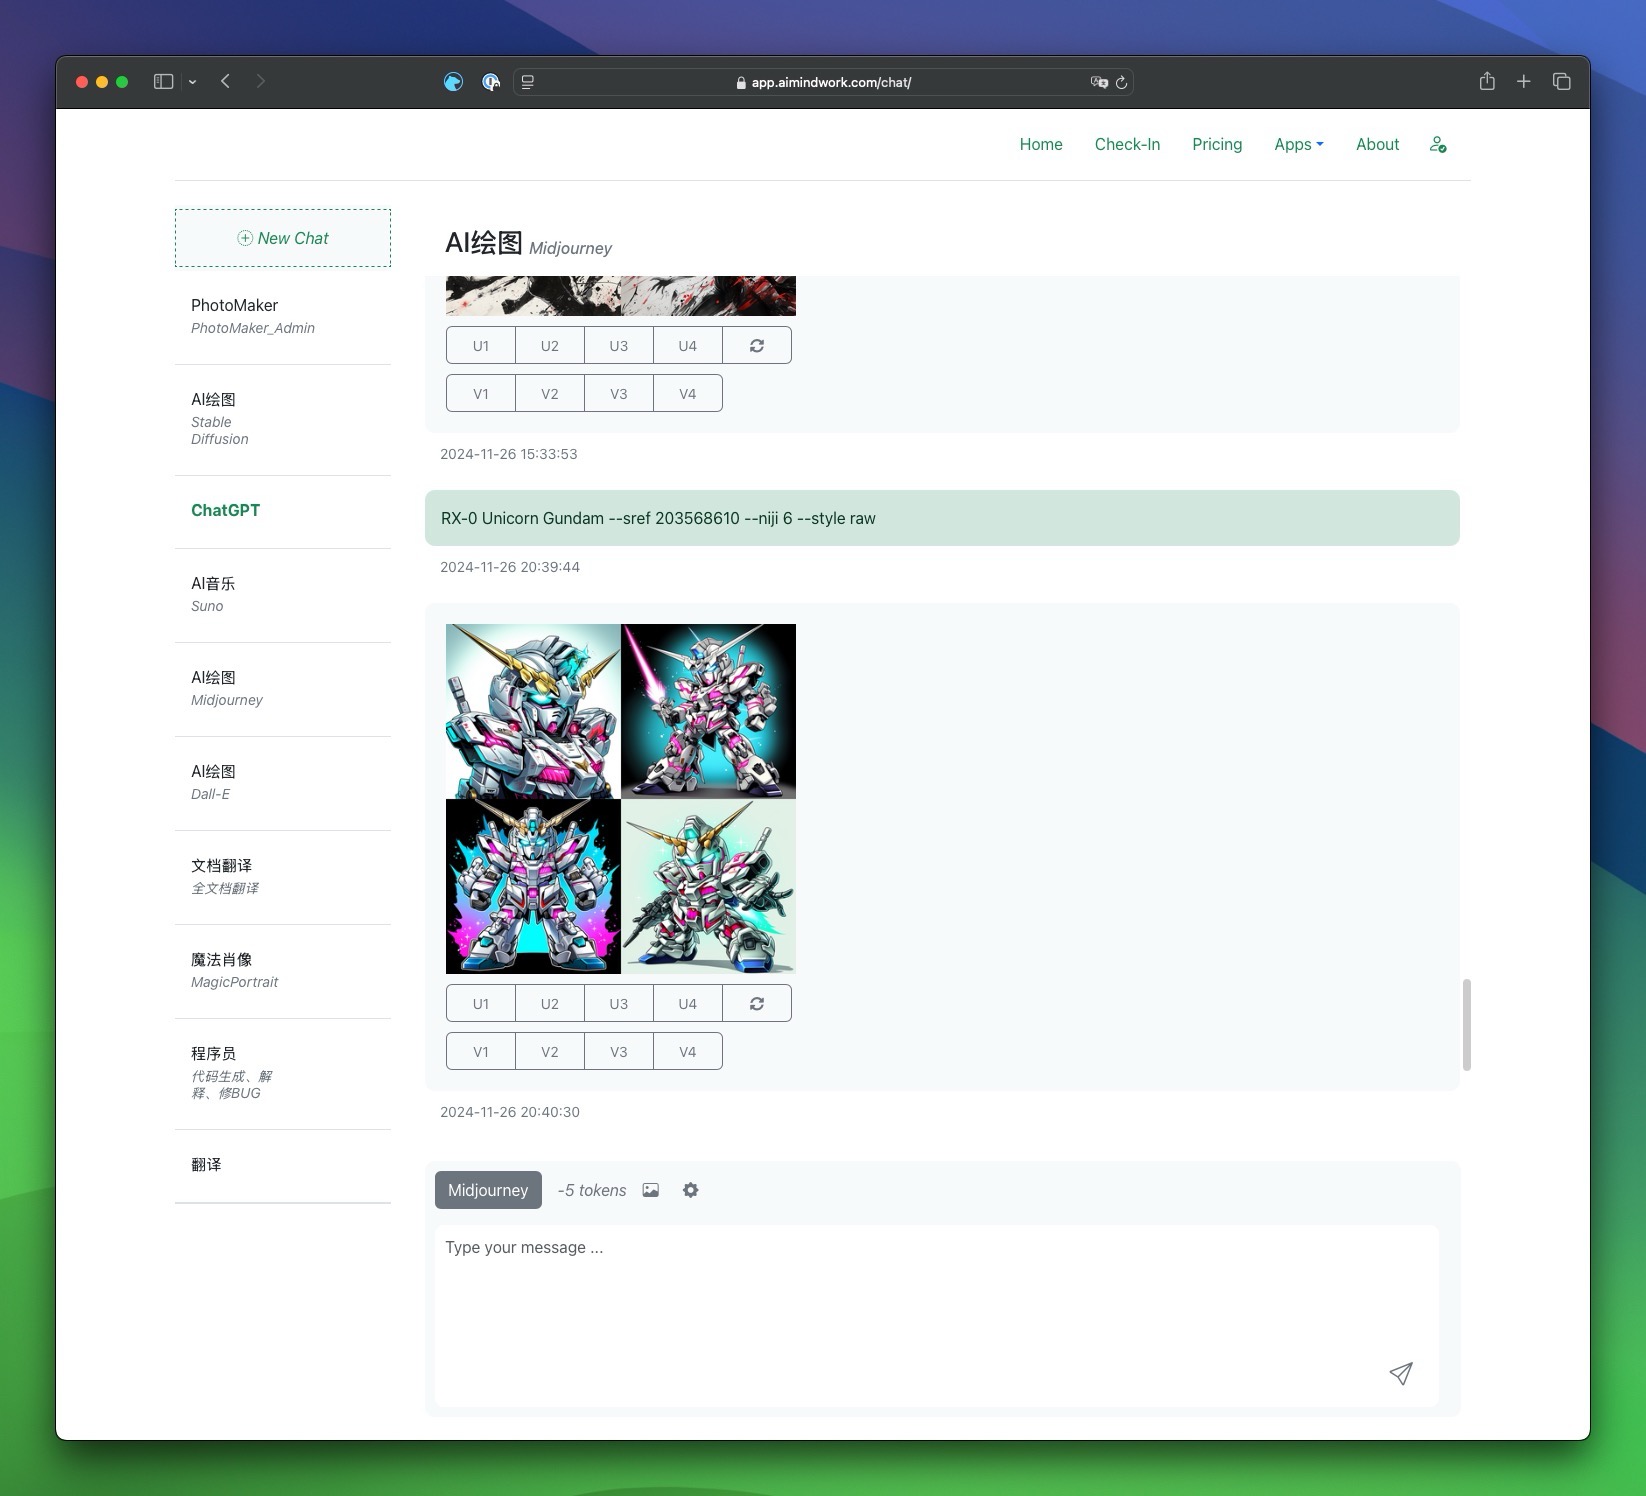 app.aimindwork.com/chat/
Home
Check-In
Pricing
Apps
About
New Chat
PhotoMaker
PhotoMaker_Admin
AI绘图
Stable
Diffusion
ChatGPT
AI音乐
Suno
AI绘图
Midjourney
AI绘图
Dall-E
文档翻译
全文档翻译
魔法肖像
MagicPortrait
程序员
代码生成、解
释、修BUG
翻译
AI绘图 Midjourney
U1 U2 U3 U4
V1 V2 V3 V4
2024-11-26 15:33:53
RX-0 Unicorn Gundam --sref 203568610 --niji 6 --style raw
2024-11-26 20:39:44
U1 U2 U3 U4
V1 V2 V3 V4
2024-11-26 20:40:30
Midjourney -5 tokens
Type your message ...